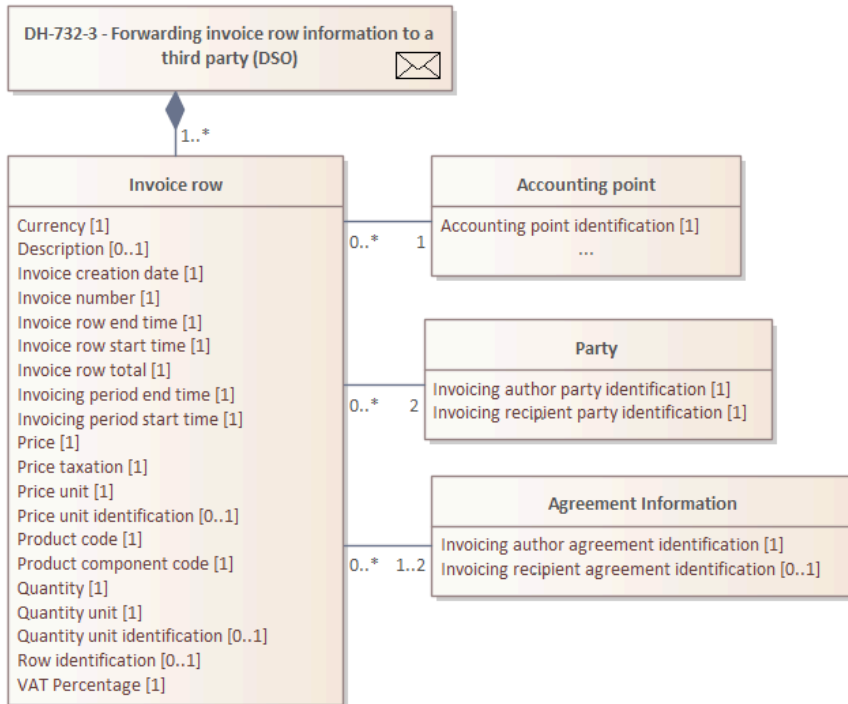 DH-732-3 - Forwarding invoice row information to a
third party (DSO)
1..*
Invoice row
Currency [1]
Description [0..1]
Invoice creation date [1]
Invoice number [1]
Invoice row end time [1]
Invoice row start time [1]
Invoice row total [1]
Invoicing period end time [1]
Invoicing period start time [1]
Price [1]
Price taxation [1]
Price unit [1]
Price unit identification [0..1]
Product code [1]
Product component code [1]
Quantity [1]
Quantity unit [1]
Quantity unit identification [0..1]
Row identification [0..1]
VAT Percentage [1]
0..* 1
Accounting point
Accounting point identification [1]
...
0..* 2
Party
Invoicing author party identification [1]
Invoicing recipient party identification [1]
0..* 1..2
Agreement Information
Invoicing author agreement identification [1]
Invoicing recipient agreement identification [0..1]